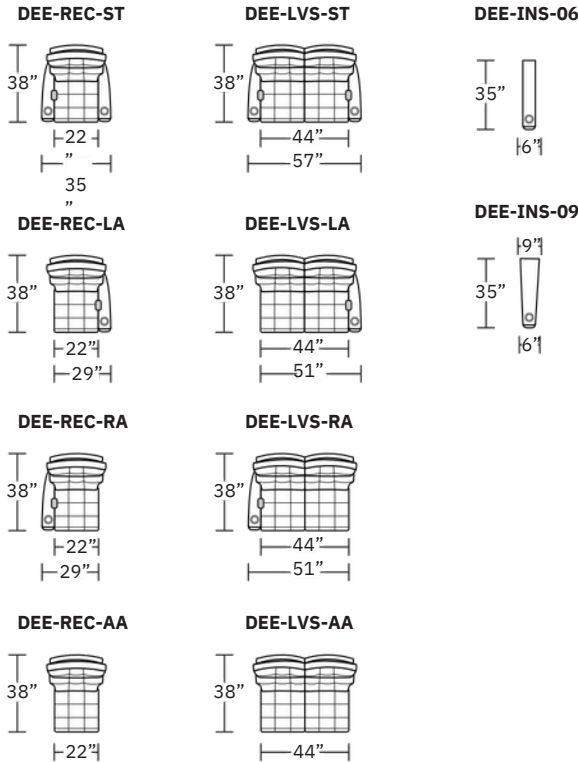 DEE-REC-ST
38”
22
”
35
”
DEE-LVS-ST
38”
44”
57”
DEE-INS-06
35”
6”
DEE-REC-LA
38”
22”
29”
DEE-LVS-LA
38”
44”
51”
DEE-INS-09
9”
35”
6”
DEE-REC-RA
38”
22”
29”
DEE-LVS-RA
38”
44”
51”
DEE-REC-AA
38”
22”
DEE-LVS-AA
38”
44”